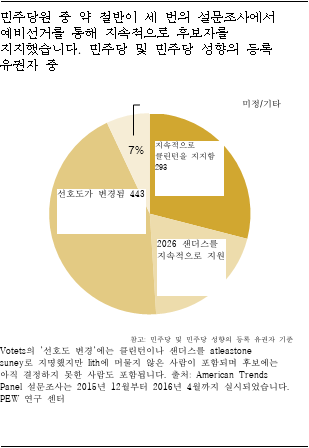 민주당원 중 약 절반이 세 번의 설문조사에서
예비선거를 통해 지속적으로 후보자를
지지했습니다. 민주당 및 민주당 성향의 등록
유권자 중
미정/기타
7%
지속적으로
클린턴을 지지함
298
선호도가 변경됨 443
2026 샌더스를
지속적으로 지원
참고: 민주당 및 민주당 성향의 등록 유권자 기준
Votets의 '선호도 변경'에는 클린턴이나 샌더스를 atleastone
suney로 지명했지만 lith에 머물지 않은 사람이 포함되며 후보에는
아직 결정하지 못한 사람도 포함됩니다. 출처: American Trends
Panel 설문조사는 2015년 12월부터 2016년 4월까지 실시되었습니다.
PEW 연구 센터